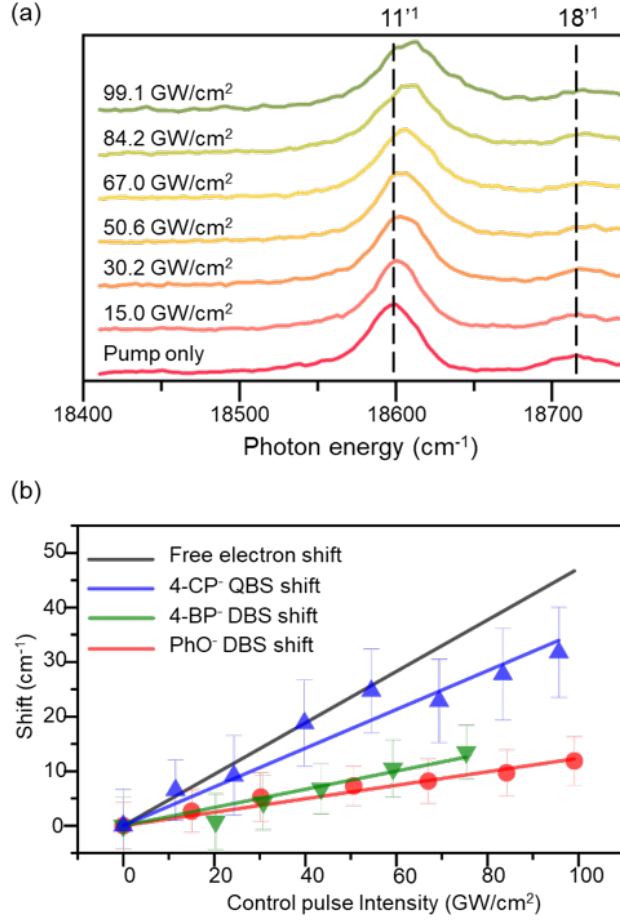 (a)
11'¹ 18'¹
99.1 GW/cm²
84.2 GW/cm²
67.0 GW/cm²
50.6 GW/cm²
30.2 GW/cm²
15.0 GW/cm²
Pump only
18400 18500 18600 18700
Photon energy (cm⁻¹)
(b)
50
40
30
20
10
0
Shift (cm⁻¹)
Free electron shift
4-CP⁻ QBS shift
4-BP⁻ DBS shift
PhO⁻ DBS shift
0 20 40 60 80 100
Control pulse Intensity (GW/cm²)